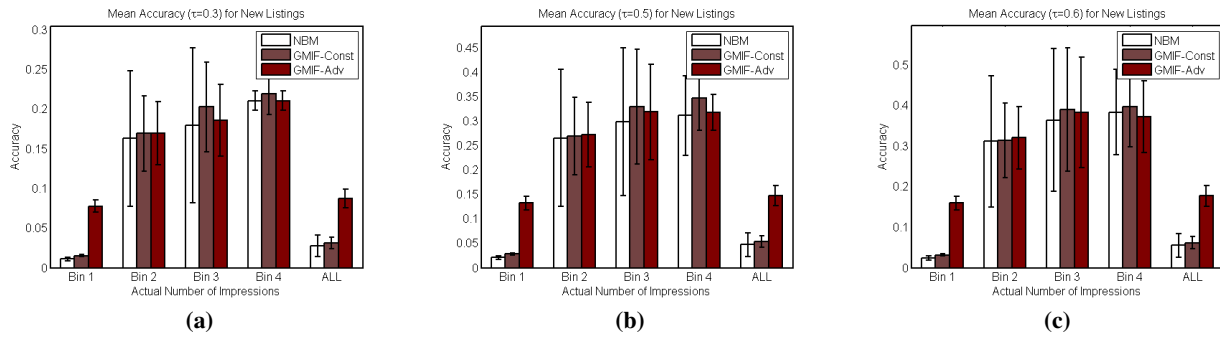 Mean Accuracy (τ=0.3) for New Listings
0.3
0.25
0.2
0.15
0.1
0.05
0
Accuracy
NBM
GMIF-Const
GMIF-Adv
Bin 1 Bin 2 Bin 3 Bin 4 ALL
Actual Number of Impressions
(a)
Mean Accuracy (τ=0.5) for New Listings
0.45
0.4
0.35
0.3
0.25
0.2
0.15
0.1
0.05
0
Accuracy
NBM
GMIF-Const
GMIF-Adv
Bin 1 Bin 2 Bin 3 Bin 4 ALL
Actual Number of Impressions
(b)
Mean Accuracy (τ=0.6) for New Listings
0.5
0.4
0.3
0.2
0.1
0
Accuracy
NBM
GMIF-Const
GMIF-Adv
Bin 1 Bin 2 Bin 3 Bin 4 ALL
Actual Number of Impressions
(c)